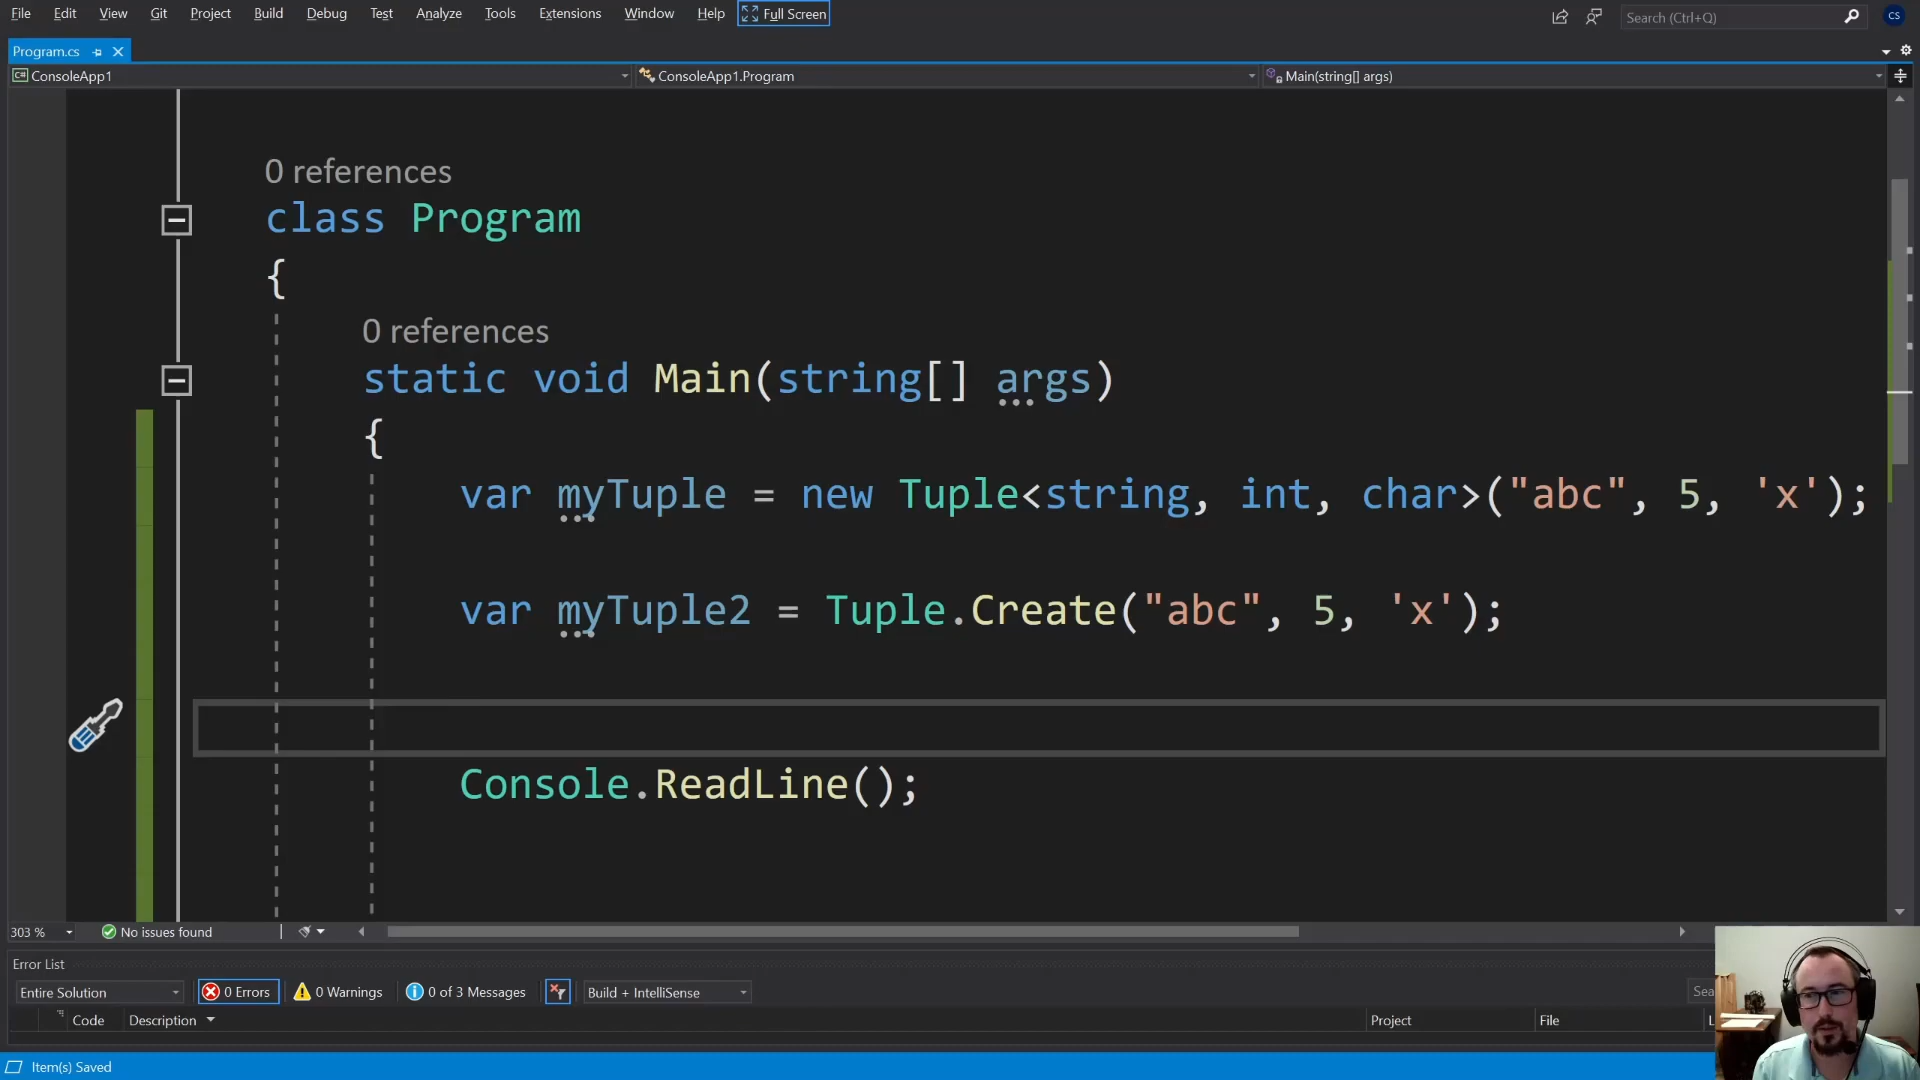 File Edit View Git Project Build Debug Test Analyze Tools Extensions Window Help Full Screen Search (Ctrl+Q) CS
Program.cs
C# ConsoleApp1 ConsoleApp1.Program Main(string[] args)
0 references
class Program
{
0 references
static void Main(string[] args)
{
var myTuple = new Tuple<string, int, char>("abc", 5, 'x');
var myTuple2 = Tuple.Create("abc", 5, 'x');
Console.ReadLine();
303 % No issues found
Error List
Entire Solution 0 Errors 0 Warnings 0 of 3 Messages Build + IntelliSense Sea
Code Description Project File L
Item(s) Saved